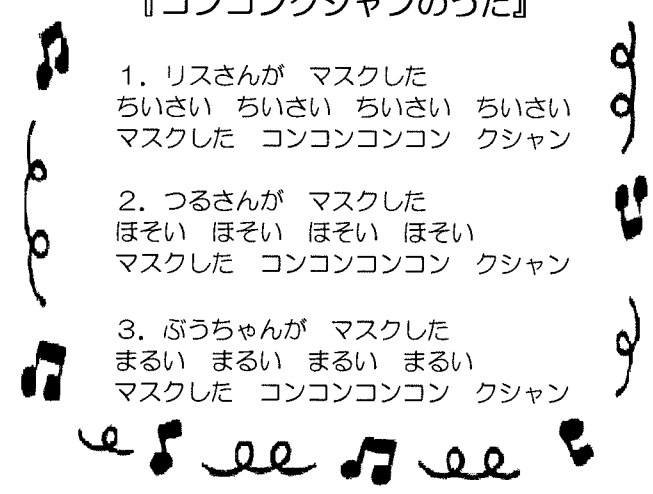 『コンコンクシャンのうた』
1．リスさんが　マスクした
ちいさい　ちいさい　ちいさい　ちいさい
マスクした　コンコンコンコン　クシャン
2．つるさんが　マスクした
ほそい　ほそい　ほそい　ほそい
マスクした　コンコンコンコン　クシャン
3．ぶうちゃんが　マスクした
まるい　まるい　まるい　まるい
マスクした　コンコンコンコン　クシャン